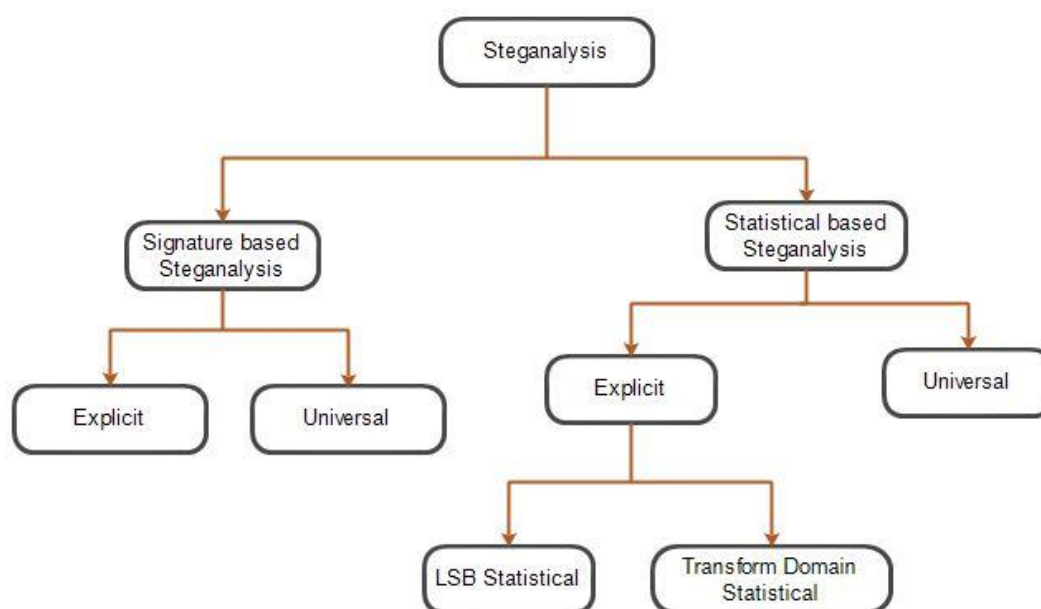 Steganalysis
Signature based
Steganalysis
Statistical based
Steganalysis
Explicit
Universal
Explicit
Universal
LSB Statistical
Transform Domain
Statistical